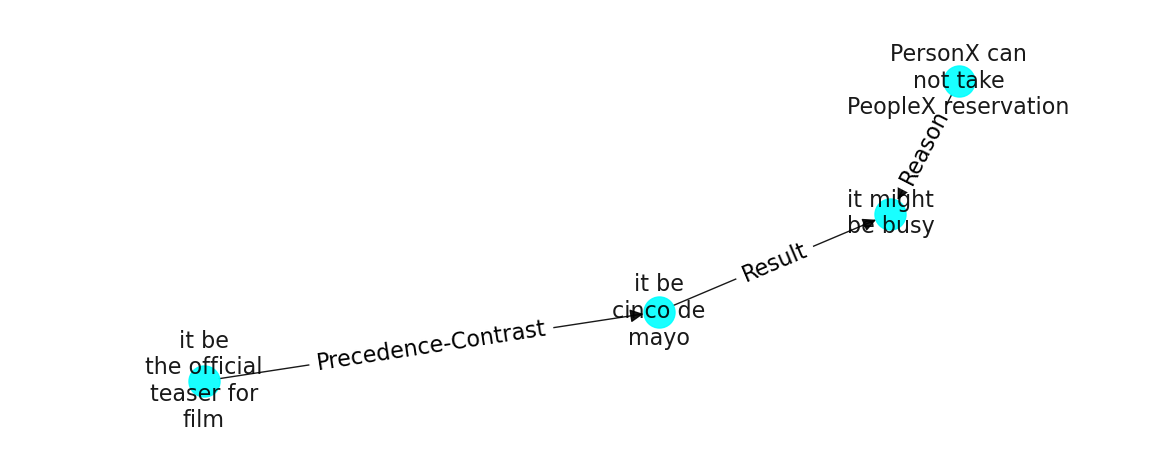 PersonX can
not take
PeopleX reservation
Reason
it might
be busy
Result
it be
cinco de
mayo
Precedence-Contrast
it be
the official
teaser for
film